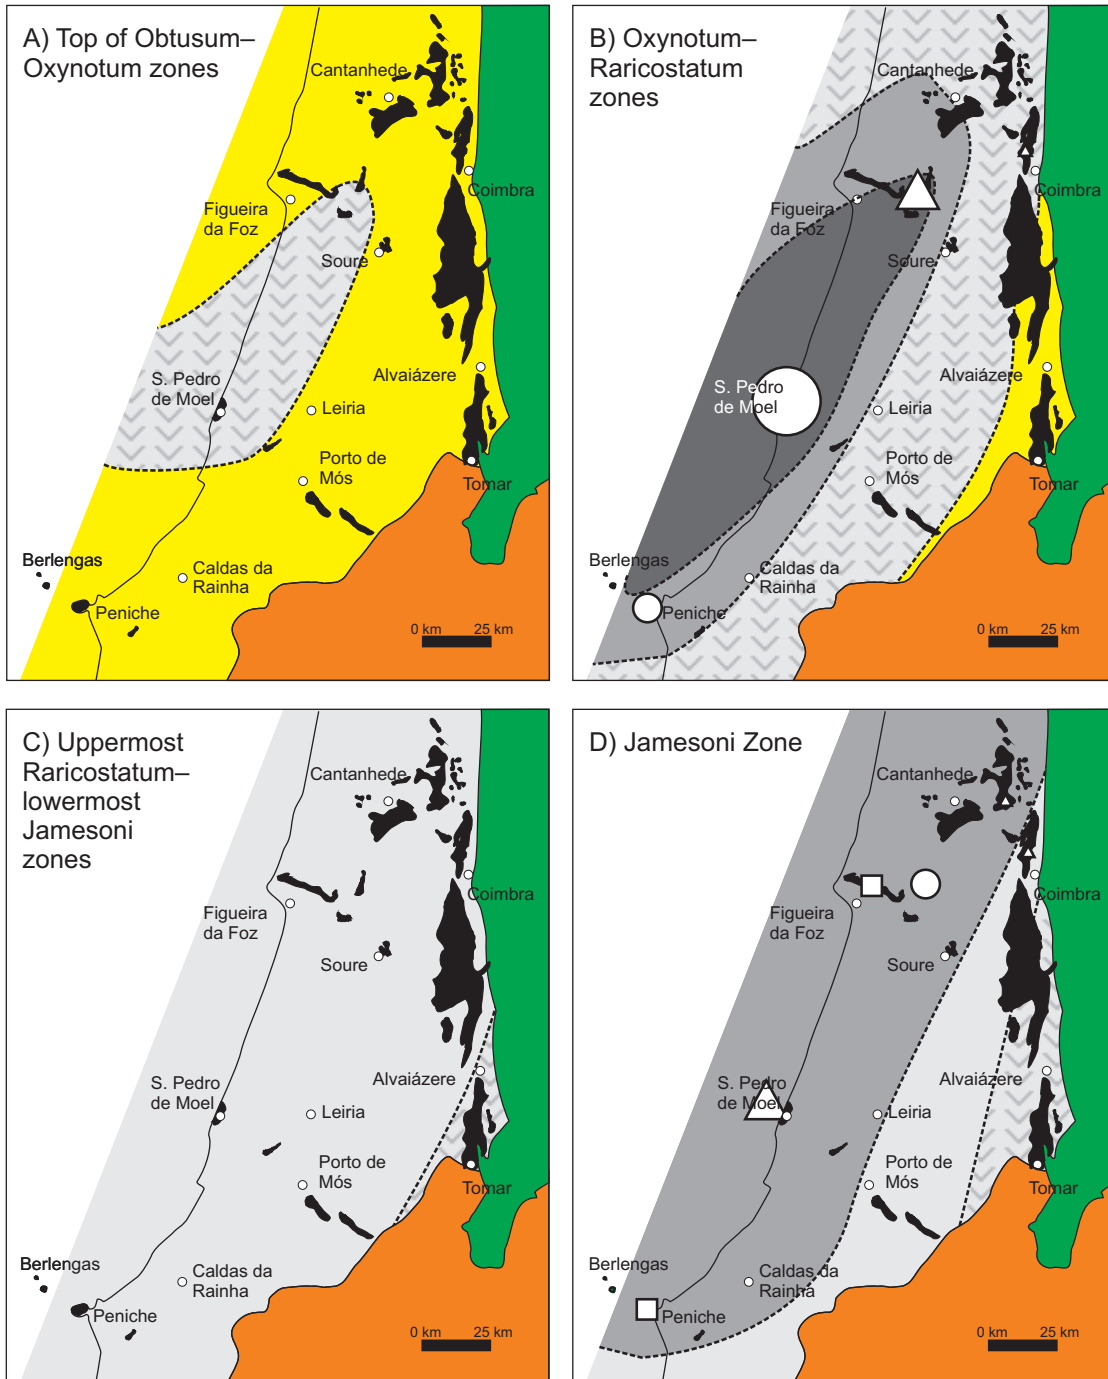 A) Top of Obtusum–
Oxynotum zones
Cantanhede
Coimbra
Figueira
da Foz
Soure
S. Pedro
de Moel
Alvaiázere
Leiria
Porto de
Mós
Tomar
Berlengas
Caldas da
Rainha
Peniche
0 km 25 km
B) Oxynotum–
Raricostatum
zones
Cantanhede
Coimbra
Figueira
da Foz
Soure
S. Pedro
de Moel
Alvaiázere
Leiria
Porto de
Mós
Tomar
Berlengas
Caldas da
Rainha
Peniche
0 km 25 km
C) Uppermost
Raricostatum–
lowermost
Jamesoni
zones
Cantanhede
Coimbra
Figueira
da Foz
Soure
S. Pedro
de Moel
Alvaiázere
Leiria
Porto de
Mós
Tomar
Berlengas
Caldas da
Rainha
Peniche
0 km 25 km
D) Jamesoni Zone
Cantanhede
Coimbra
Figueira
da Foz
Soure
S. Pedro
de Moel
Alvaiázere
Leiria
Porto de
Mós
Tomar
Berlengas
Caldas da
Rainha
Peniche
0 km 25 km